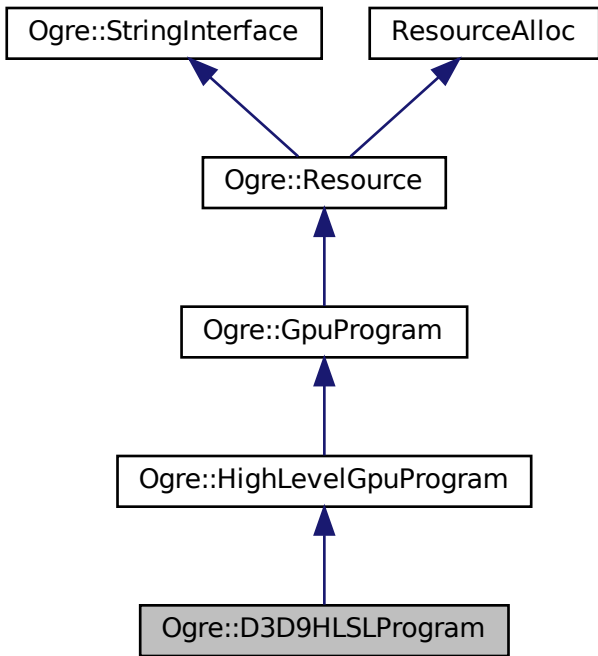 Ogre::StringInterface
ResourceAlloc
Ogre::Resource
Ogre::GpuProgram
Ogre::HighLevelGpuProgram
Ogre::D3D9HLSLProgram